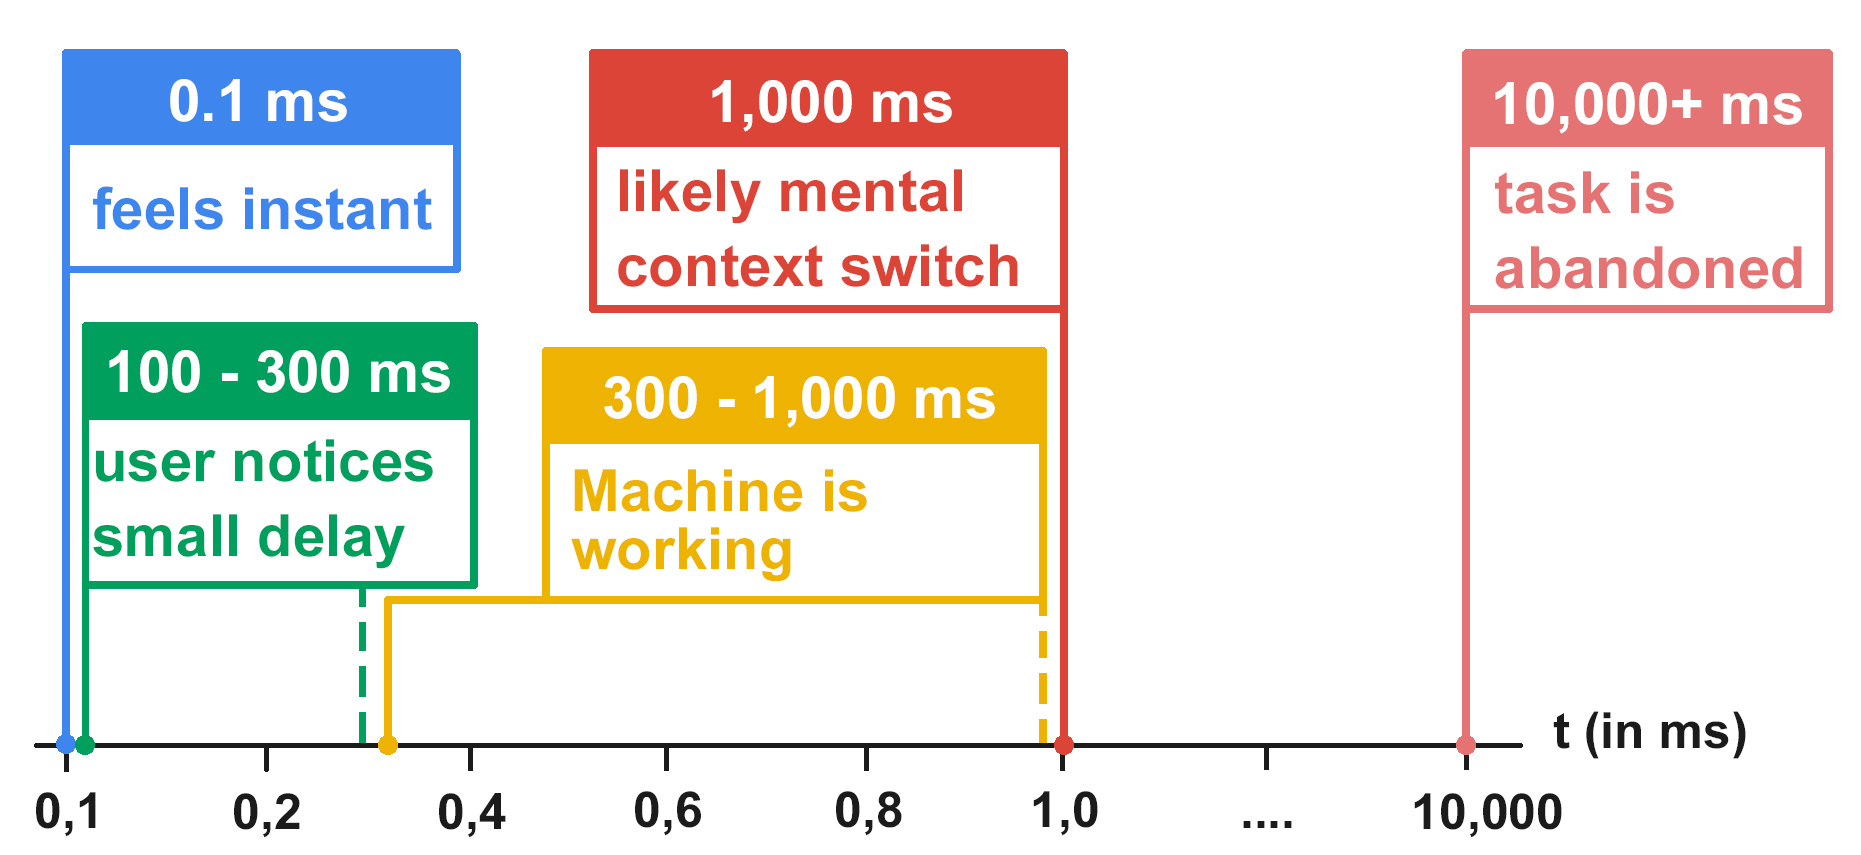 0.1 ms
feels instant
100 - 300 ms
user notices
small delay
300 - 1,000 ms
Machine is
working
1,000 ms
likely mental
context switch
10,000+ ms
task is
abandoned
t (in ms)
0,1 0,2 0,4 0,6 0,8 1,0 .... 10,000